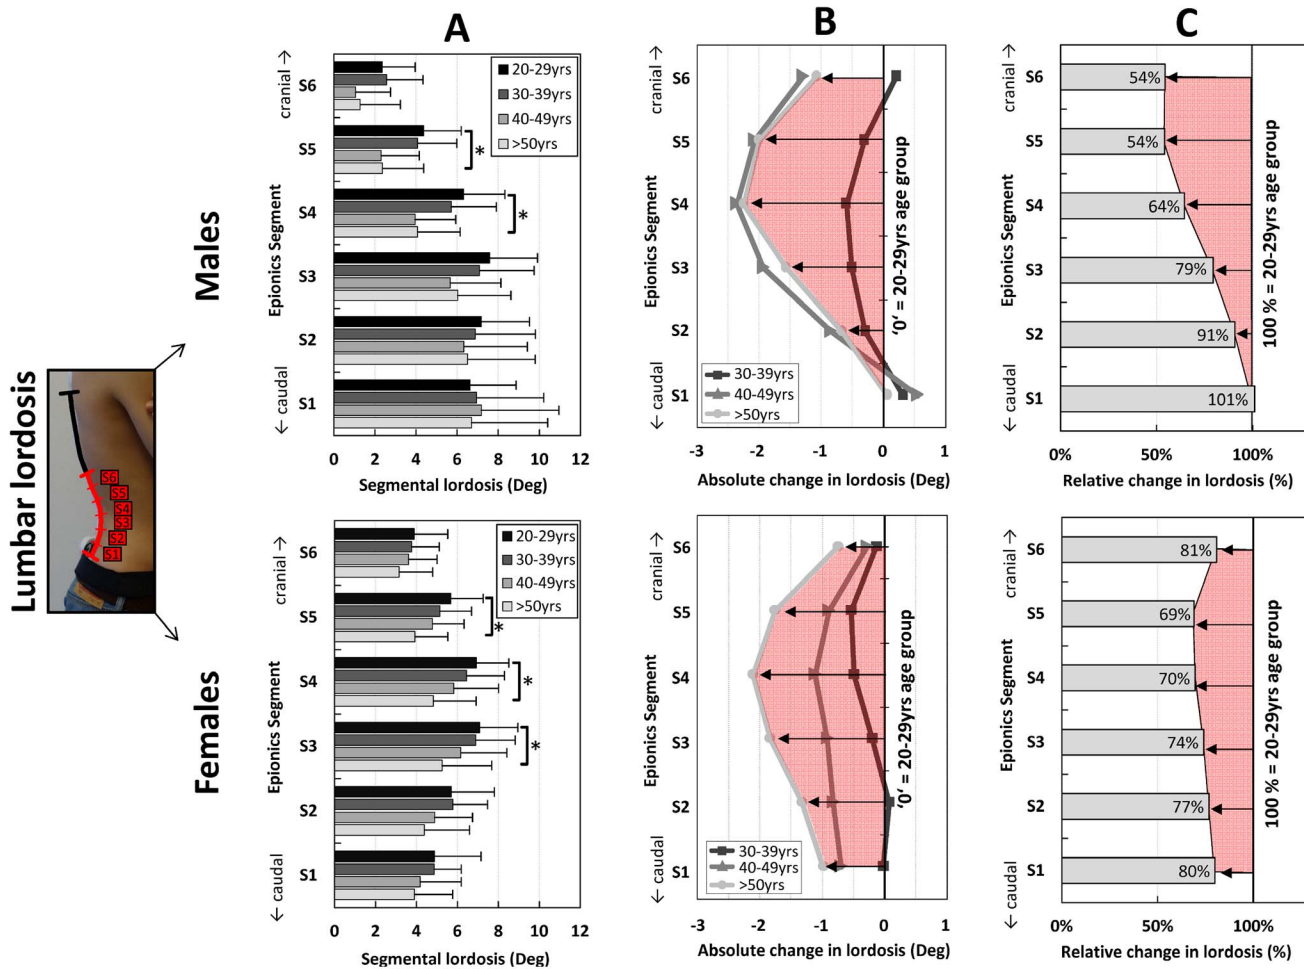 A
B
C
Lumbar lordosis
Males
Females
S6
S5
S4
S3
S2
S1
cranial →
Epionics Segment
← caudal
S6
S5
S4
S3
S2
S1
20-29yrs
30-39yrs
40-49yrs
>50yrs
*
*
0 2 4 6 8 10 12
Segmental lordosis (Deg)
cranial →
Epionics Segment
← caudal
S6
S5
S4
S3
S2
S1
'0' = 20-29yrs age group
30-39yrs
40-49yrs
>50yrs
-3 -2 -1 0 1
Absolute change in lordosis (Deg)
cranial →
Epionics Segment
← caudal
S6 54%
S5 54%
S4 64%
S3 79%
S2 91%
S1 101%
100 % = 20-29yrs age group
0% 50% 100%
Relative change in lordosis (%)
cranial →
Epionics Segment
← caudal
S6
S5
S4
S3
S2
S1
20-29yrs
30-39yrs
40-49yrs
>50yrs
*
*
*
0 2 4 6 8 10 12
Segmental lordosis (Deg)
cranial →
Epionics Segment
← caudal
S6
S5
S4
S3
S2
S1
'0' = 20-29yrs age group
30-39yrs
40-49yrs
>50yrs
-3 -2 -1 0 1
Absolute change in lordosis (Deg)
cranial →
Epionics Segment
← caudal
S6 81%
S5 69%
S4 70%
S3 74%
S2 77%
S1 80%
100 % = 20-29yrs age group
0% 50% 100%
Relative change in lordosis (%)